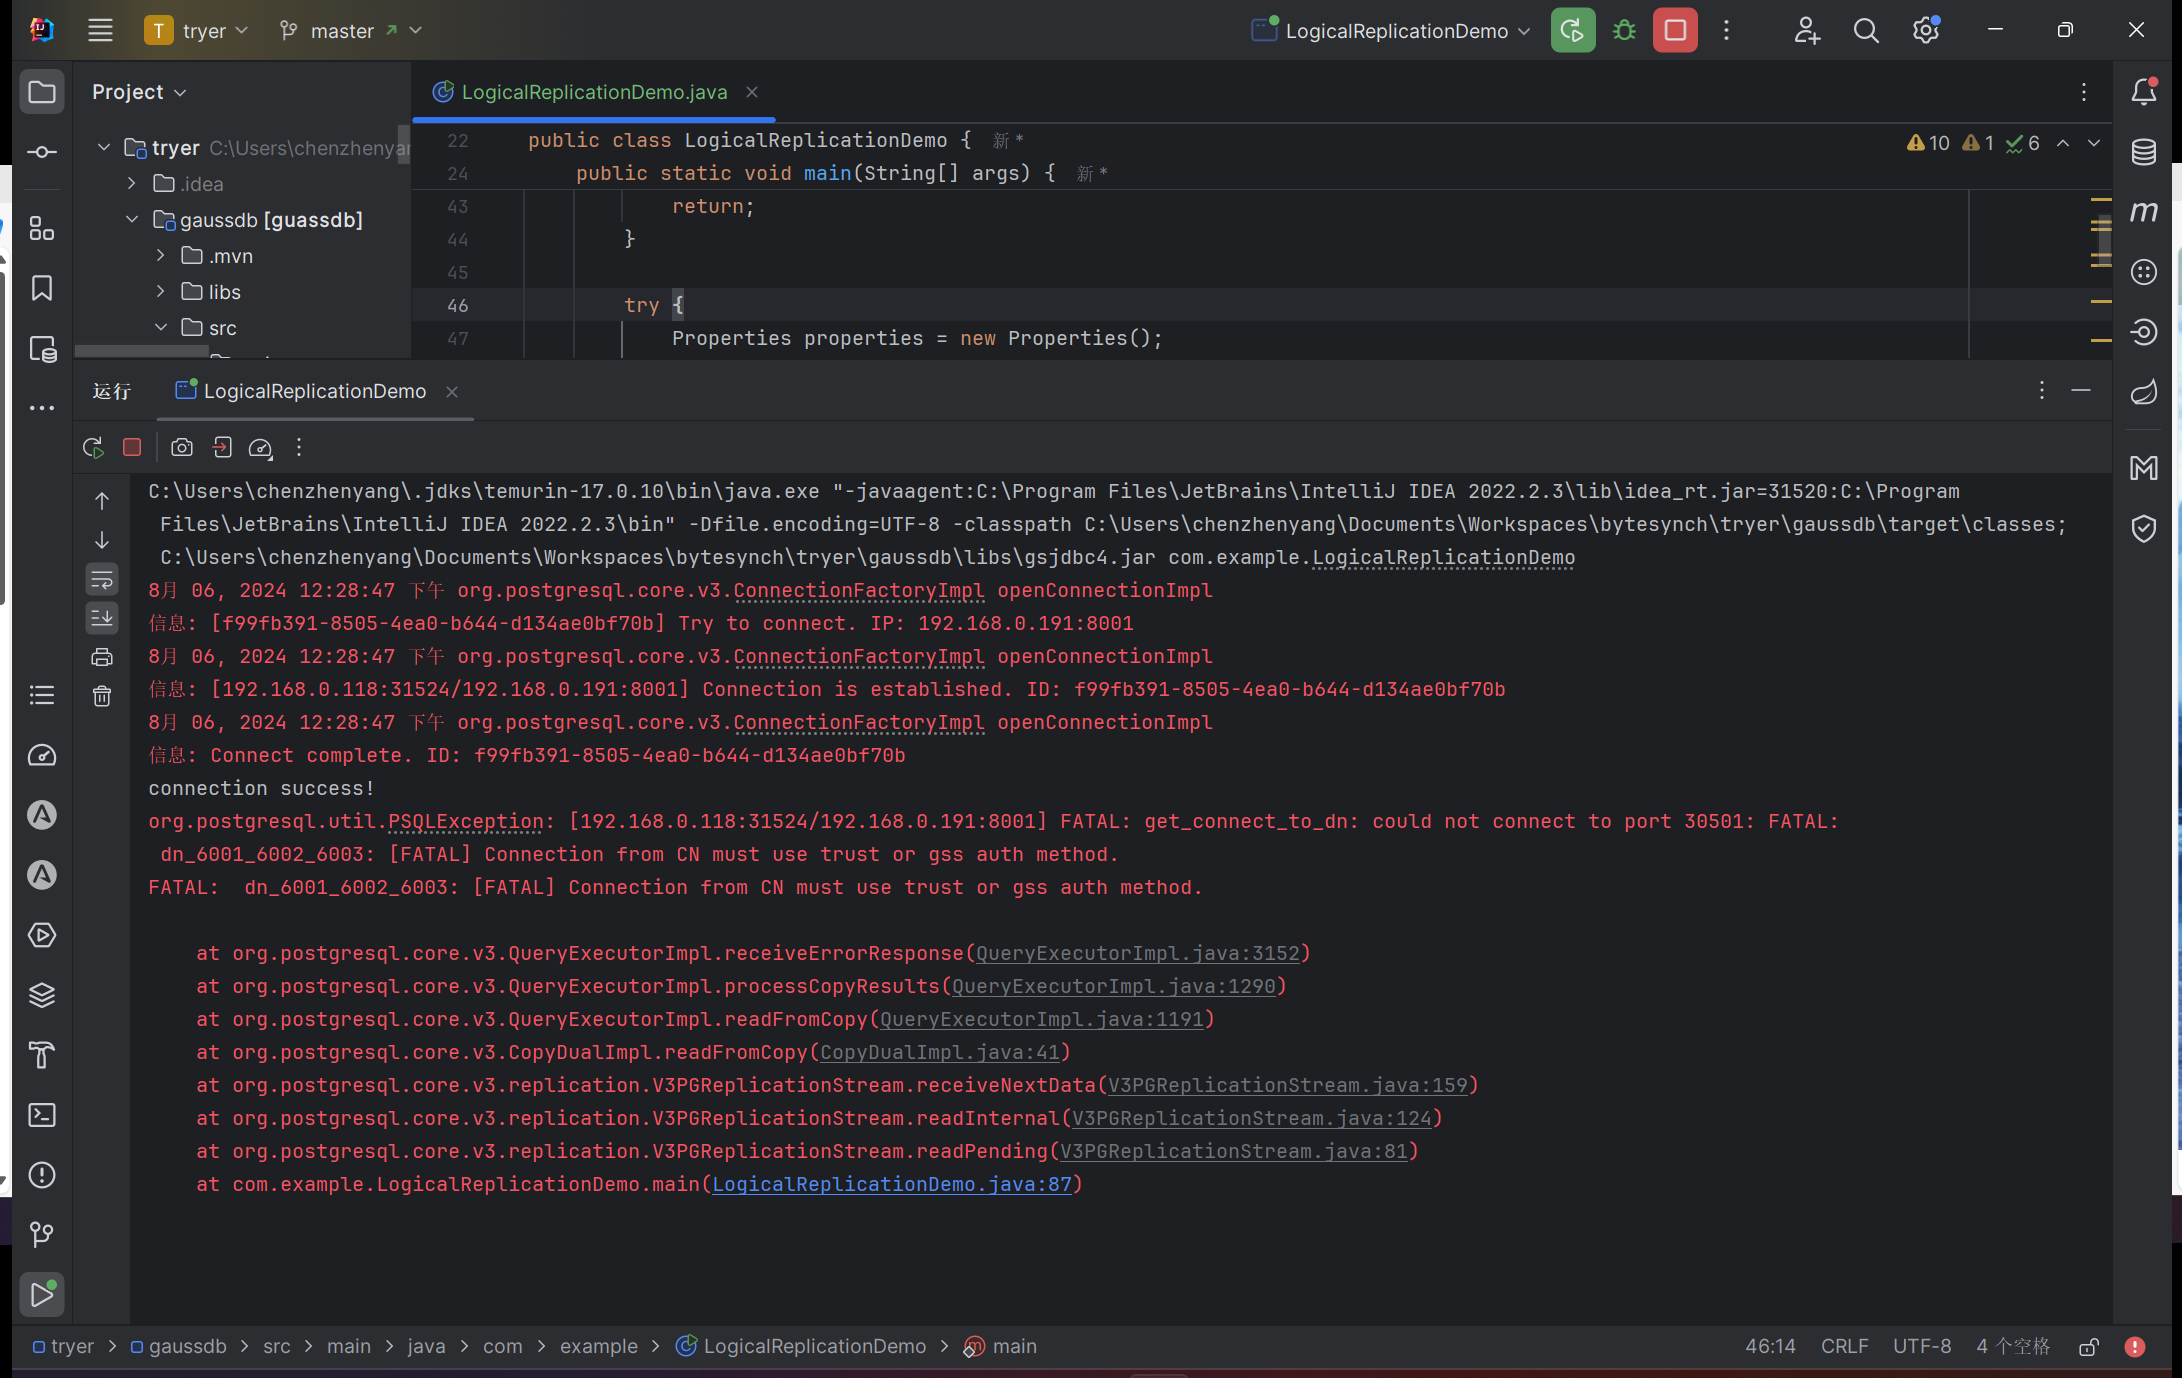 T tryer master LogicalReplicationDemo
Project
LogicalReplicationDemo.java
tryer C:\Users\chenzhenyar
.idea
gaussdb [guassdb]
.mvn
libs
src
22 public class LogicalReplicationDemo { 新 *
10 1 6
24 public static void main(String[] args) { 新 *
43 return;
44 }
45
46 try {
47 Properties properties = new Properties();
运行 LogicalReplicationDemo
C:\Users\chenzhenyang\.jdks\temurin-17.0.10\bin\java.exe "-javaagent:C:\Program Files\JetBrains\IntelliJ IDEA 2022.2.3\lib\idea_rt.jar=31520:C:\Program
Files\JetBrains\IntelliJ IDEA 2022.2.3\bin" -Dfile.encoding=UTF-8 -classpath C:\Users\chenzhenyang\Documents\Workspaces\bytesynch\tryer\gaussdb\target\classes;
C:\Users\chenzhenyang\Documents\Workspaces\bytesynch\tryer\gaussdb\libs\gsjdbc4.jar com.example.LogicalReplicationDemo
8月 06, 2024 12:28:47 下午 org.postgresql.core.v3.ConnectionFactoryImpl openConnectionImpl
信息: [f99fb391-8505-4ea0-b644-d134ae0bf70b] Try to connect. IP: 192.168.0.191:8001
8月 06, 2024 12:28:47 下午 org.postgresql.core.v3.ConnectionFactoryImpl openConnectionImpl
信息: [192.168.0.118:31524/192.168.0.191:8001] Connection is established. ID: f99fb391-8505-4ea0-b644-d134ae0bf70b
8月 06, 2024 12:28:47 下午 org.postgresql.core.v3.ConnectionFactoryImpl openConnectionImpl
信息: Connect complete. ID: f99fb391-8505-4ea0-b644-d134ae0bf70b
connection success!
org.postgresql.util.PSQLException: [192.168.0.118:31524/192.168.0.191:8001] FATAL: get_connect_to_dn: could not connect to port 30501: FATAL:
dn_6001_6002_6003: [FATAL] Connection from CN must use trust or gss auth method.
FATAL:  dn_6001_6002_6003: [FATAL] Connection from CN must use trust or gss auth method.
at org.postgresql.core.v3.QueryExecutorImpl.receiveErrorResponse(QueryExecutorImpl.java:3152)
at org.postgresql.core.v3.QueryExecutorImpl.processCopyResults(QueryExecutorImpl.java:1290)
at org.postgresql.core.v3.QueryExecutorImpl.readFromCopy(QueryExecutorImpl.java:1191)
at org.postgresql.core.v3.CopyDualImpl.readFromCopy(CopyDualImpl.java:41)
at org.postgresql.core.v3.replication.V3PGReplicationStream.receiveNextData(V3PGReplicationStream.java:159)
at org.postgresql.core.v3.replication.V3PGReplicationStream.readInternal(V3PGReplicationStream.java:124)
at org.postgresql.core.v3.replication.V3PGReplicationStream.readPending(V3PGReplicationStream.java:81)
at com.example.LogicalReplicationDemo.main(LogicalReplicationDemo.java:87)
tryer > gaussdb > src > main > java > com > example > LogicalReplicationDemo > main 46:14 CRLF UTF-8 4 个空格